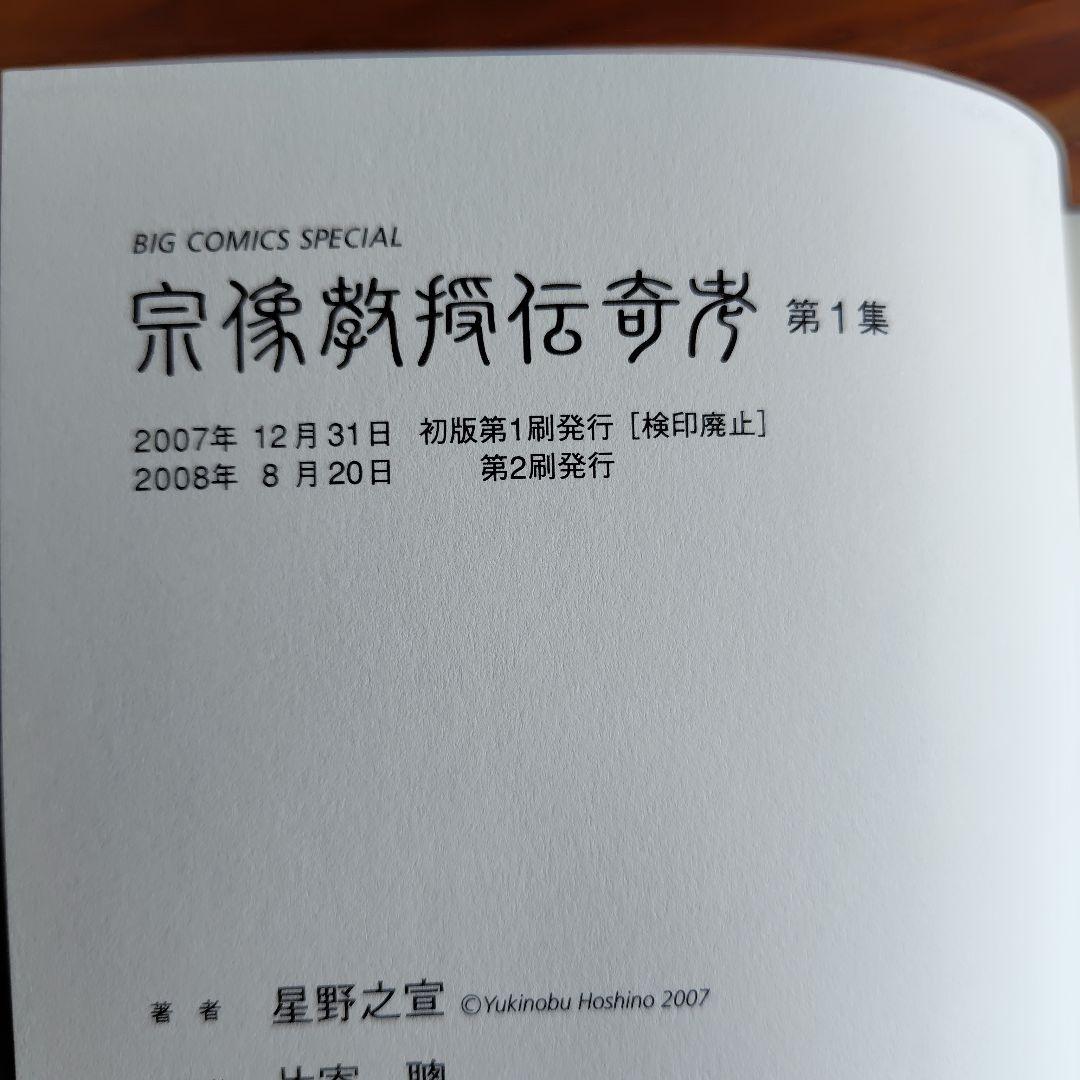 BIG COMICS SPECIAL
宗像教授伝奇考 第1集
2007年 12月31日 初版第1刷発行［検印廃止］
2008年 8月20日 第2刷発行
著者 星野之宣 ©Yukinobu Hoshino 2007
片寄 聰